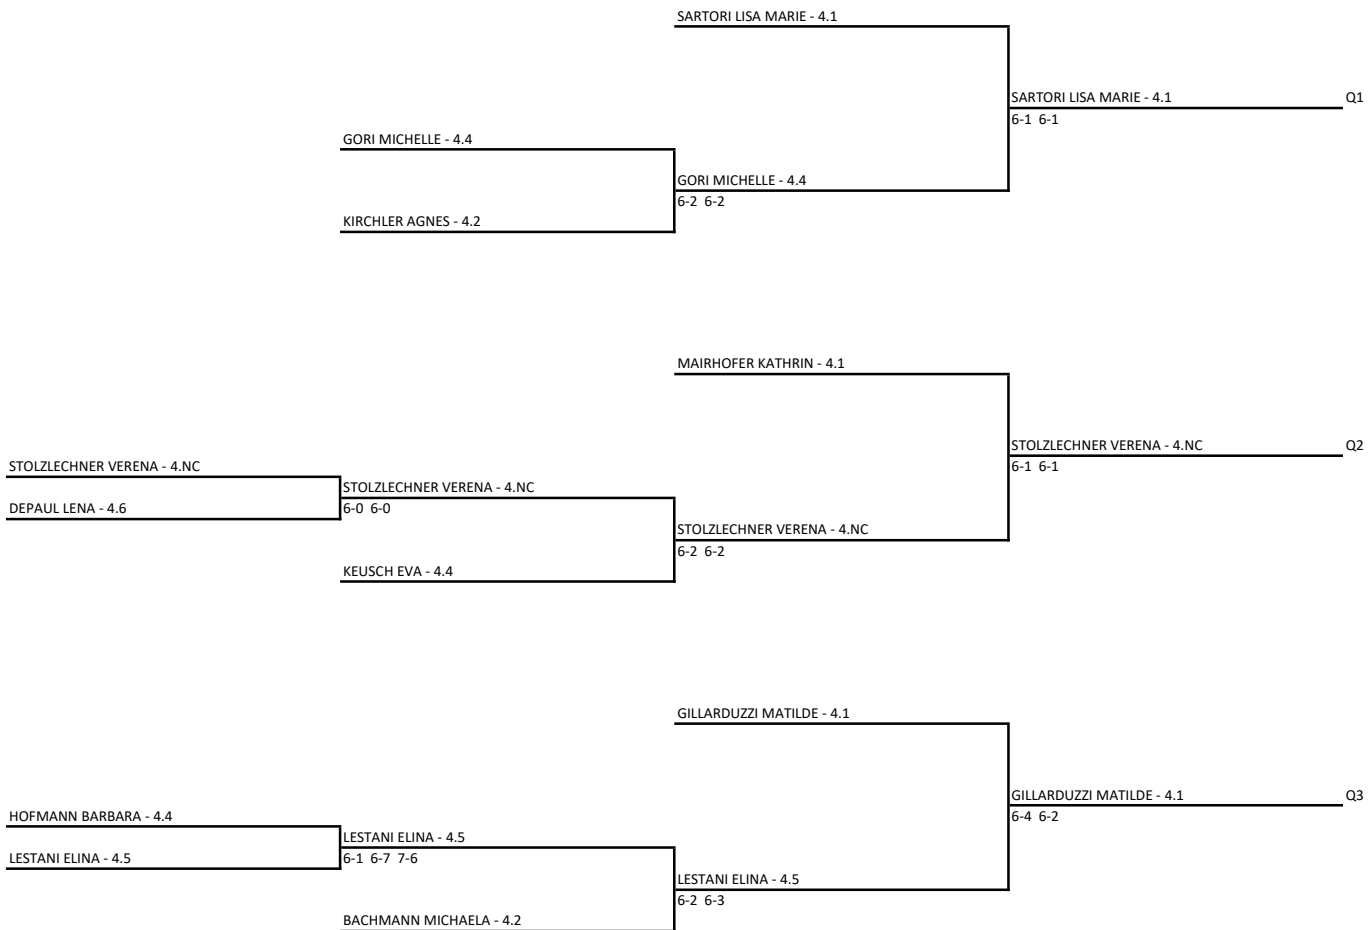 SARTORI LISA MARIE - 4.1
SARTORI LISA MARIE - 4.1
Q1
6-1 6-1
GORI MICHELLE - 4.4
GORI MICHELLE - 4.4
6-2 6-2
KIRCHLER AGNES - 4.2
MAIRHOFER KATHRIN - 4.1
STOLZLECHNER VERENA - 4.NC
Q2
STOLZLECHNER VERENA - 4.NC
6-1 6-1
STOLZLECHNER VERENA - 4.NC
DEPAUL LENA - 4.6
6-0 6-0
STOLZLECHNER VERENA - 4.NC
6-2 6-2
KEUSCH EVA - 4.4
GILLARDUZZI MATILDE - 4.1
GILLARDUZZI MATILDE - 4.1
Q3
HOFMANN BARBARA - 4.4
6-4 6-2
LESTANI ELINA - 4.5
LESTANI ELINA - 4.5
6-1 6-7 7-6
LESTANI ELINA - 4.5
6-2 6-3
BACHMANN MICHAELA - 4.2